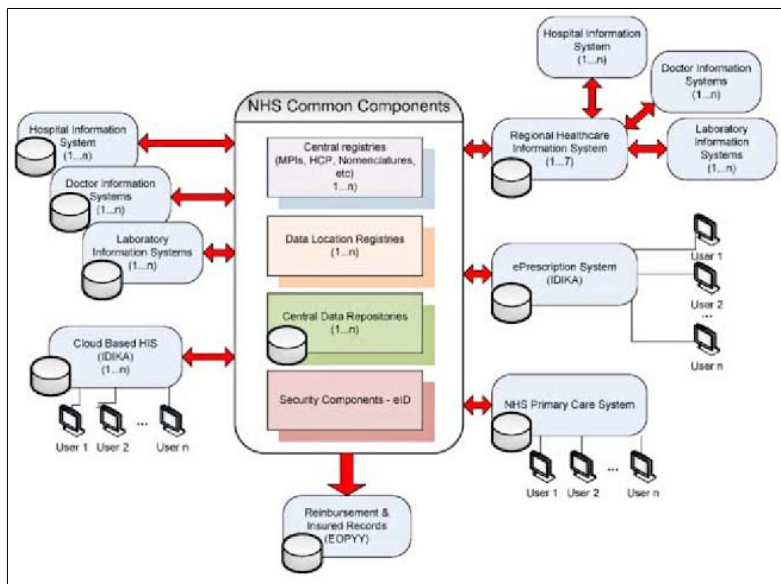 NHS Common Components
Central registries
(MPIs, HCP, Nomenclatures,
etc)
1...n)
Data Location Registries
(1...n)
Central Data Repositories
(1...n)
Security Components - eID
Hospital Information
System
(1...n)
Doctor Information
Systems
(1...n)
Laboratory
Information Systems
(1...n)
Cloud Based HIS
(IDIKA)
(1...n)
User 1
User 2
...
User n
Hospital Information
System
(1...n)
Doctor Information
Systems
(1...n)
Regional Healthcare
Information System
(1...7)
Laboratory
Information Systems
(1...n)
ePrescription System
(IDIKA)
User 1
User 2
...
User n
NHS Primary Care System
User 1
User 2
...
User n
Reimbursement &
Insured Records
(EOPYY)